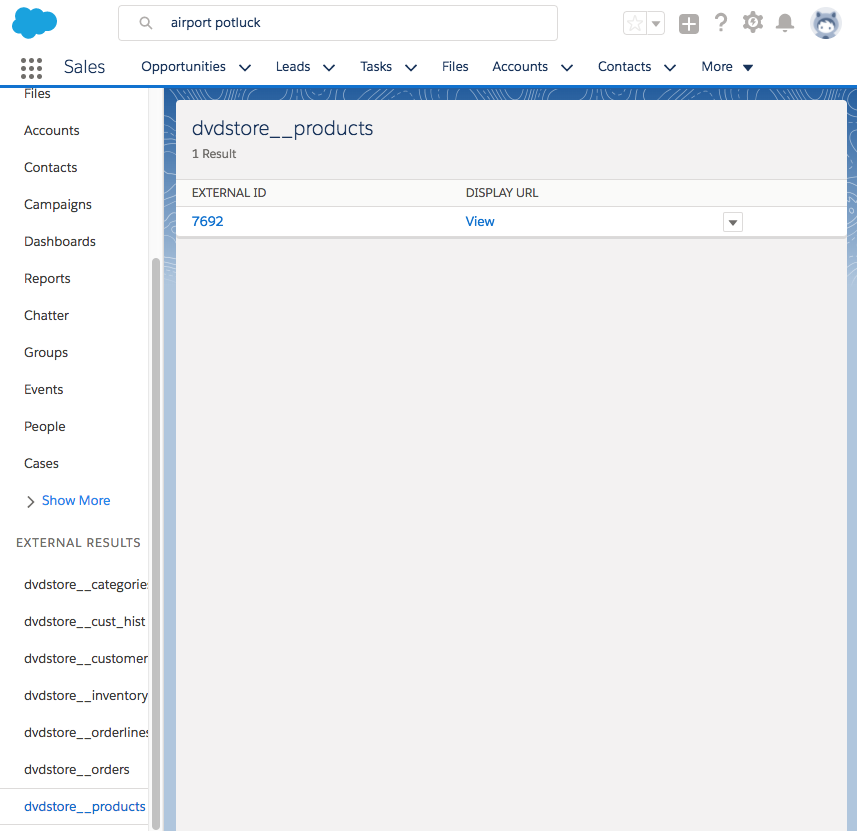 airport potluck
Sales Opportunities Leads Tasks Files Accounts Contacts More
Files
Accounts
Contacts
Campaigns
Dashboards
Reports
Chatter
Groups
Events
People
Cases
Show More
EXTERNAL RESULTS
dvdstore__categorie
dvdstore__cust_hist
dvdstore__customer
dvdstore__inventory
dvdstore__orderlines
dvdstore__orders
dvdstore__products
dvdstore__products
1 Result
EXTERNAL ID DISPLAY URL
7692 View